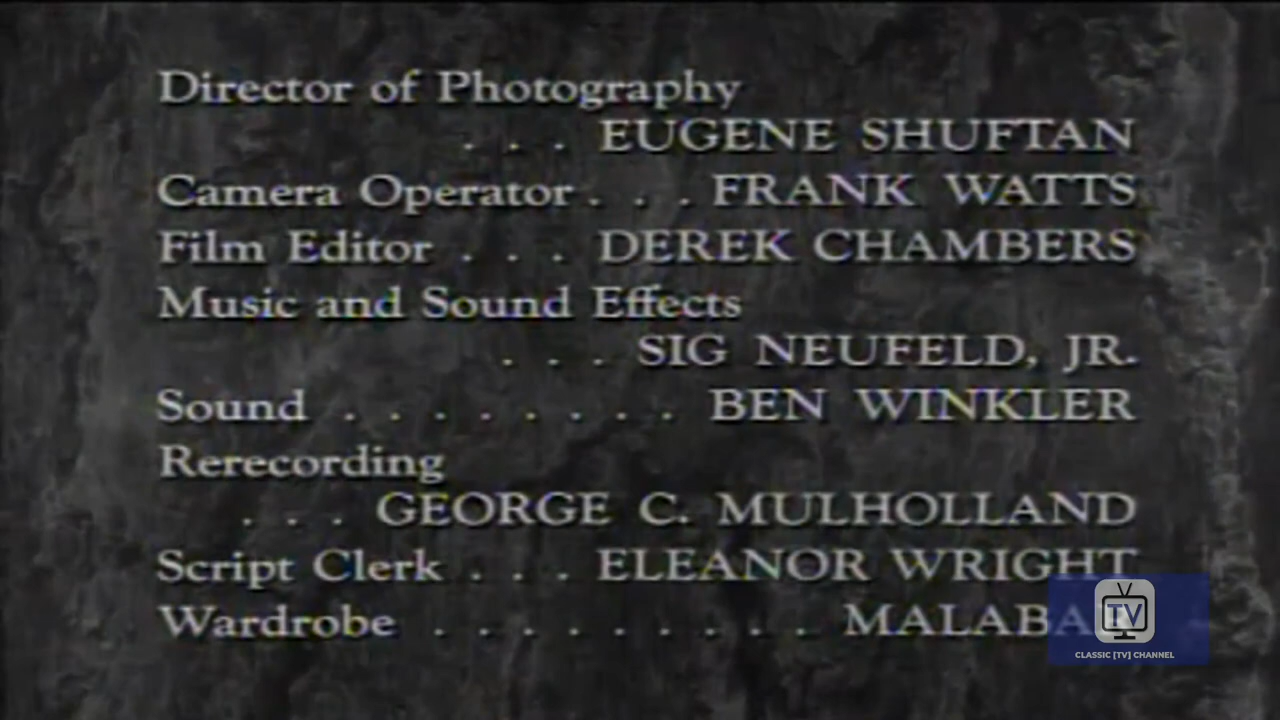 Director of Photography
. . . EUGENE SHUFTAN
Camera Operator . . . FRANK WATTS
Film Editor . . . DEREK CHAMBERS
Music and Sound Effects
. . . SIG NEUFELD, JR.
Sound . . . . . . . . . BEN WINKLER
Rerecording
. . . GEORGE C. MULHOLLAND
Script Clerk . . . ELEANOR WRIGHT
Wardrobe . . . . . . . . . MALABAR
TV
CLASSIC [TV] CHANNEL